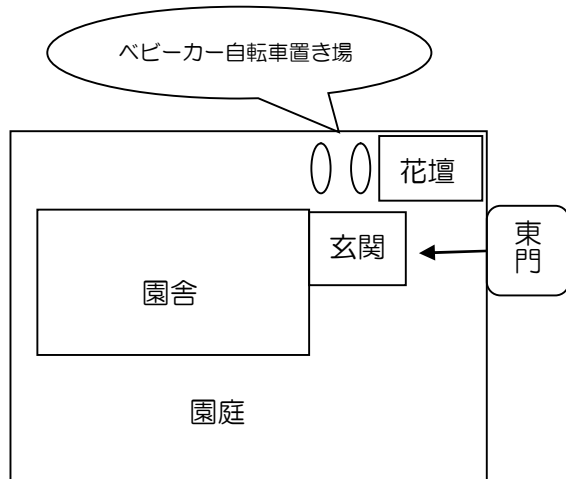 ベビーカー自転車置き場
花壇
玄関
東門
園舎
園庭